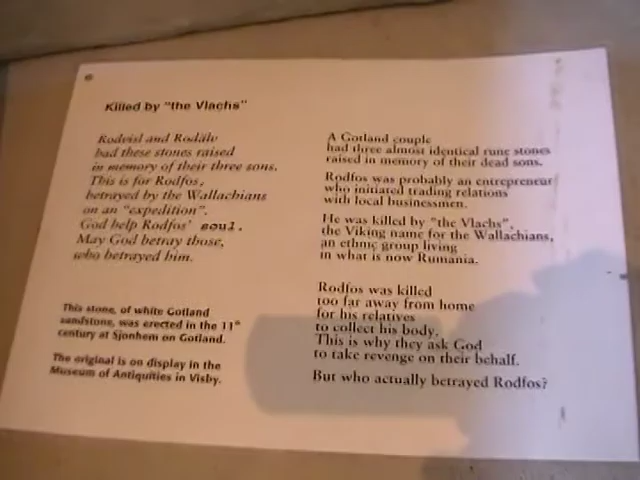 Killed by "the Vlachs"
Rodvisl and Rodälv
had these stones raised
in memory of their three sons.
This is for Rodfos,
betrayed by the Wallachians
on an "expedition".
God help Rodfos' soul.
May God betray those,
who betrayed him.
This stone, of white Gotland
sandstone, was erected in the 11th
century at Sjonhem on Gotland.
The original is on display in the
Museum of Antiquities in Visby.
A Gotland couple
had three almost identical rune stones
raised in memory of their dead sons.
Rodfos was probably an entrepreneur
who initiated trading relations
with local businessmen.
He was killed by "the Vlachs",
the Viking name for the Wallachians,
an ethnic group living
in what is now Rumania.
Rodfos was killed
too far away from home
for his relatives
to collect his body.
This is why they ask God
to take revenge on their behalf.
But who actually betrayed Rodfos?